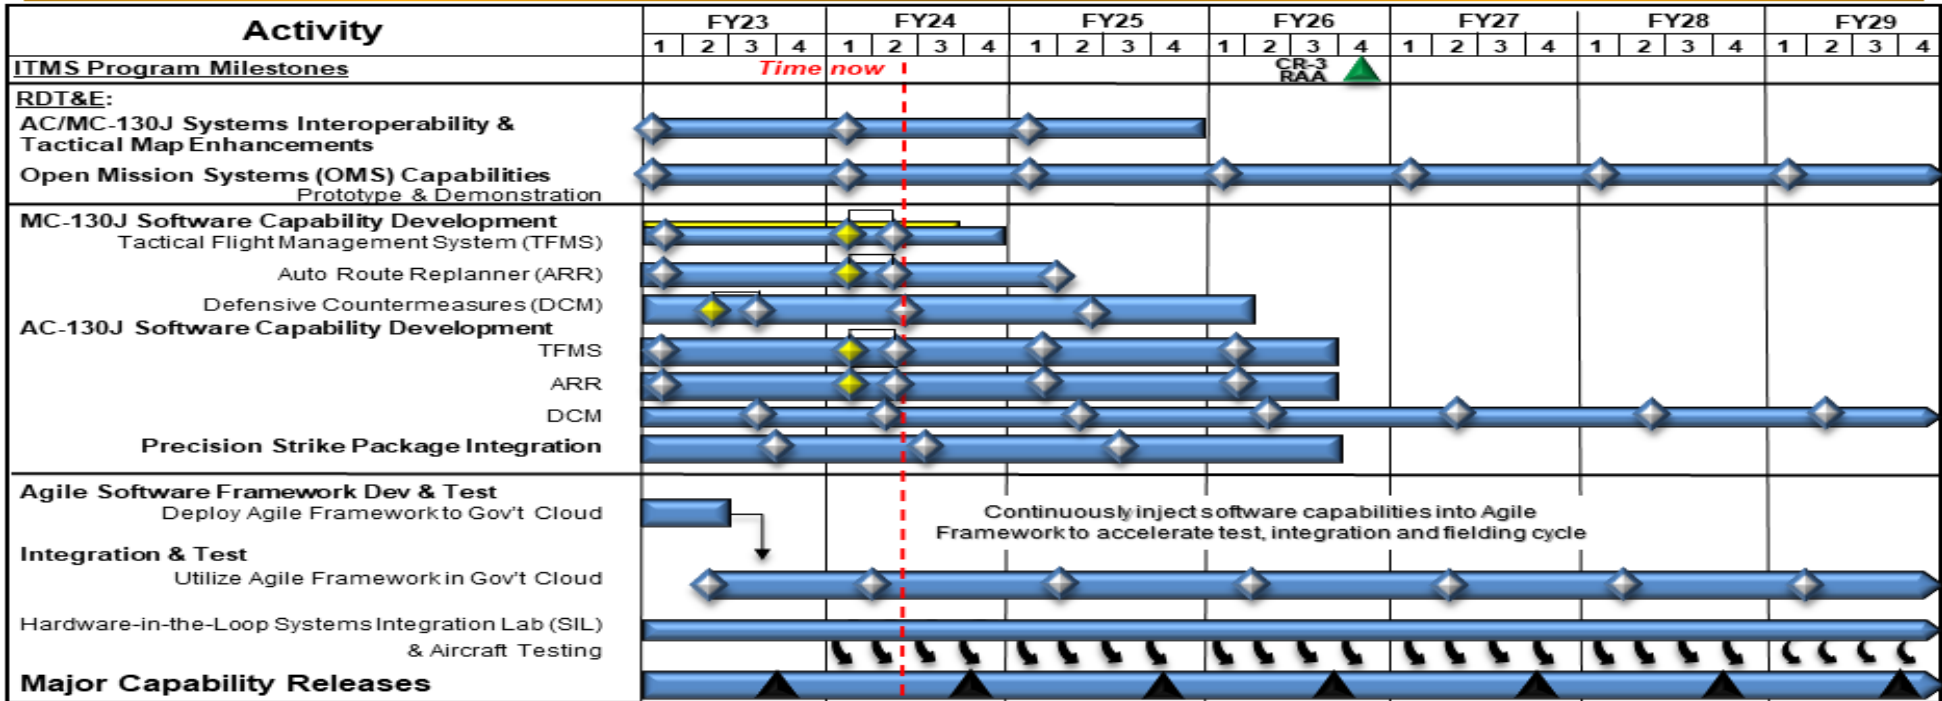 Activity
FY23 FY24 FY25 FY26 FY27 FY28 FY29
1 2 3 4 1 2 3 4 1 2 3 4 1 2 3 4 1 2 3 4 1 2 3 4 1 2 3 4
ITMS Program Milestones
Time now
CR-3
RAA
RDT&E:
AC/MC-130J Systems Interoperability &
Tactical Map Enhancements
Open Mission Systems (OMS) Capabilities
Prototype & Demonstration
MC-130J Software Capability Development
Tactical Flight Management System (TFMS)
Auto Route Replanner (ARR)
Defensive Countermeasures (DCM)
AC-130J Software Capability Development
TFMS
ARR
DCM
Precision Strike Package Integration
Agile Software Framework Dev & Test
Deploy Agile Framework to Gov't Cloud
Continuously inject software capabilities into Agile
Framework to accelerate test, integration and fielding cycle
Integration & Test
Utilize Agile Framework in Gov't Cloud
Hardware-in-the-Loop Systems Integration Lab (SIL)
& Aircraft Testing
Major Capability Releases